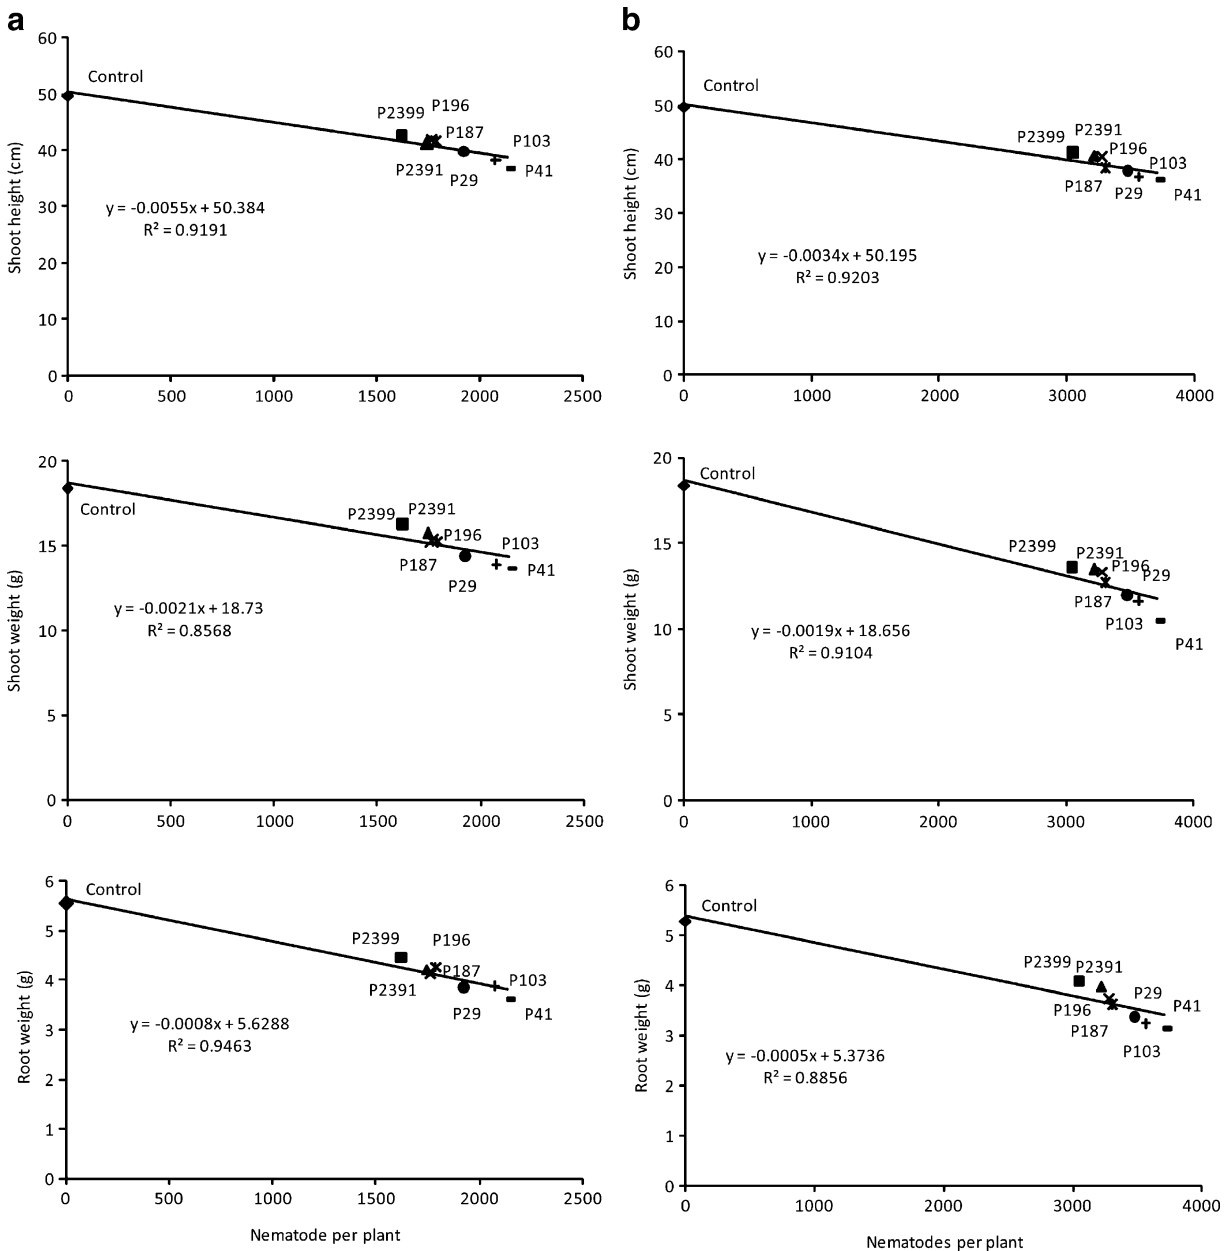 a
60
50
40
30
20
10
0
Shoot height (cm)
Control
P2399
P196
P187
P103
P2391
P29
P41
y = -0.0055x + 50.384
R² = 0.9191
0 500 1000 1500 2000 2500
b
60
50
40
30
20
10
0
Shoot height (cm)
Control
P2399
P2391
P196
P103
P187
P29
P41
y = -0.0034x + 50.195
R² = 0.9203
0 1000 2000 3000 4000
20
15
10
5
0
Shoot weight (g)
Control
P2399
P2391
P196
P103
P187
P29
P41
y = -0.0021x + 18.73
R² = 0.8568
0 500 1000 1500 2000 2500
20
15
10
5
0
Shoot weight (g)
Control
P2399
P2391
P196
P29
P187
P103
P41
y = -0.0019x + 18.656
R² = 0.9104
0 1000 2000 3000 4000
6
5
4
3
2
1
0
Root weight (g)
Control
P2399
P196
P187
P103
P2391
P29
P41
y = -0.0008x + 5.6288
R² = 0.9463
0 500 1000 1500 2000 2500
Nematode per plant
6
5
4
3
2
1
0
Root weight (g)
Control
P2399
P2391
P29
P41
P196
P187
P103
y = -0.0005x + 5.3736
R² = 0.8856
0 1000 2000 3000 4000
Nematodes per plant